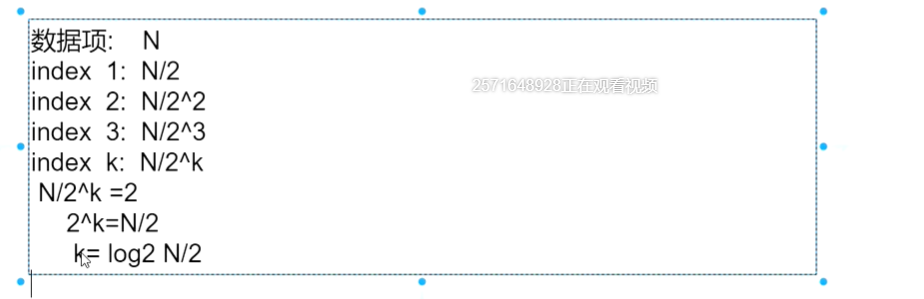 数据项: N
index 1: N/2
2571648928正在观看视频
index 2: N/2^2
index 3: N/2^3
index k: N/2^k
N/2^k =2
2^k=N/2
k= log2 N/2